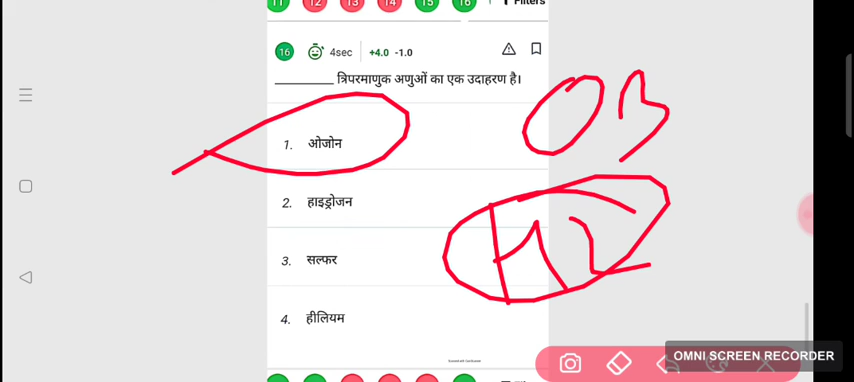 11 12 13 14 15 16 Filters
16 4sec +4.0 -1.0
________ त्रिपरमाणुक अणुओं का एक उदाहरण है।
O3
1. ओजोन
2. हाइड्रोजन
H2
3. सल्फर
4. हीलियम
OMNI SCREEN RECORDER